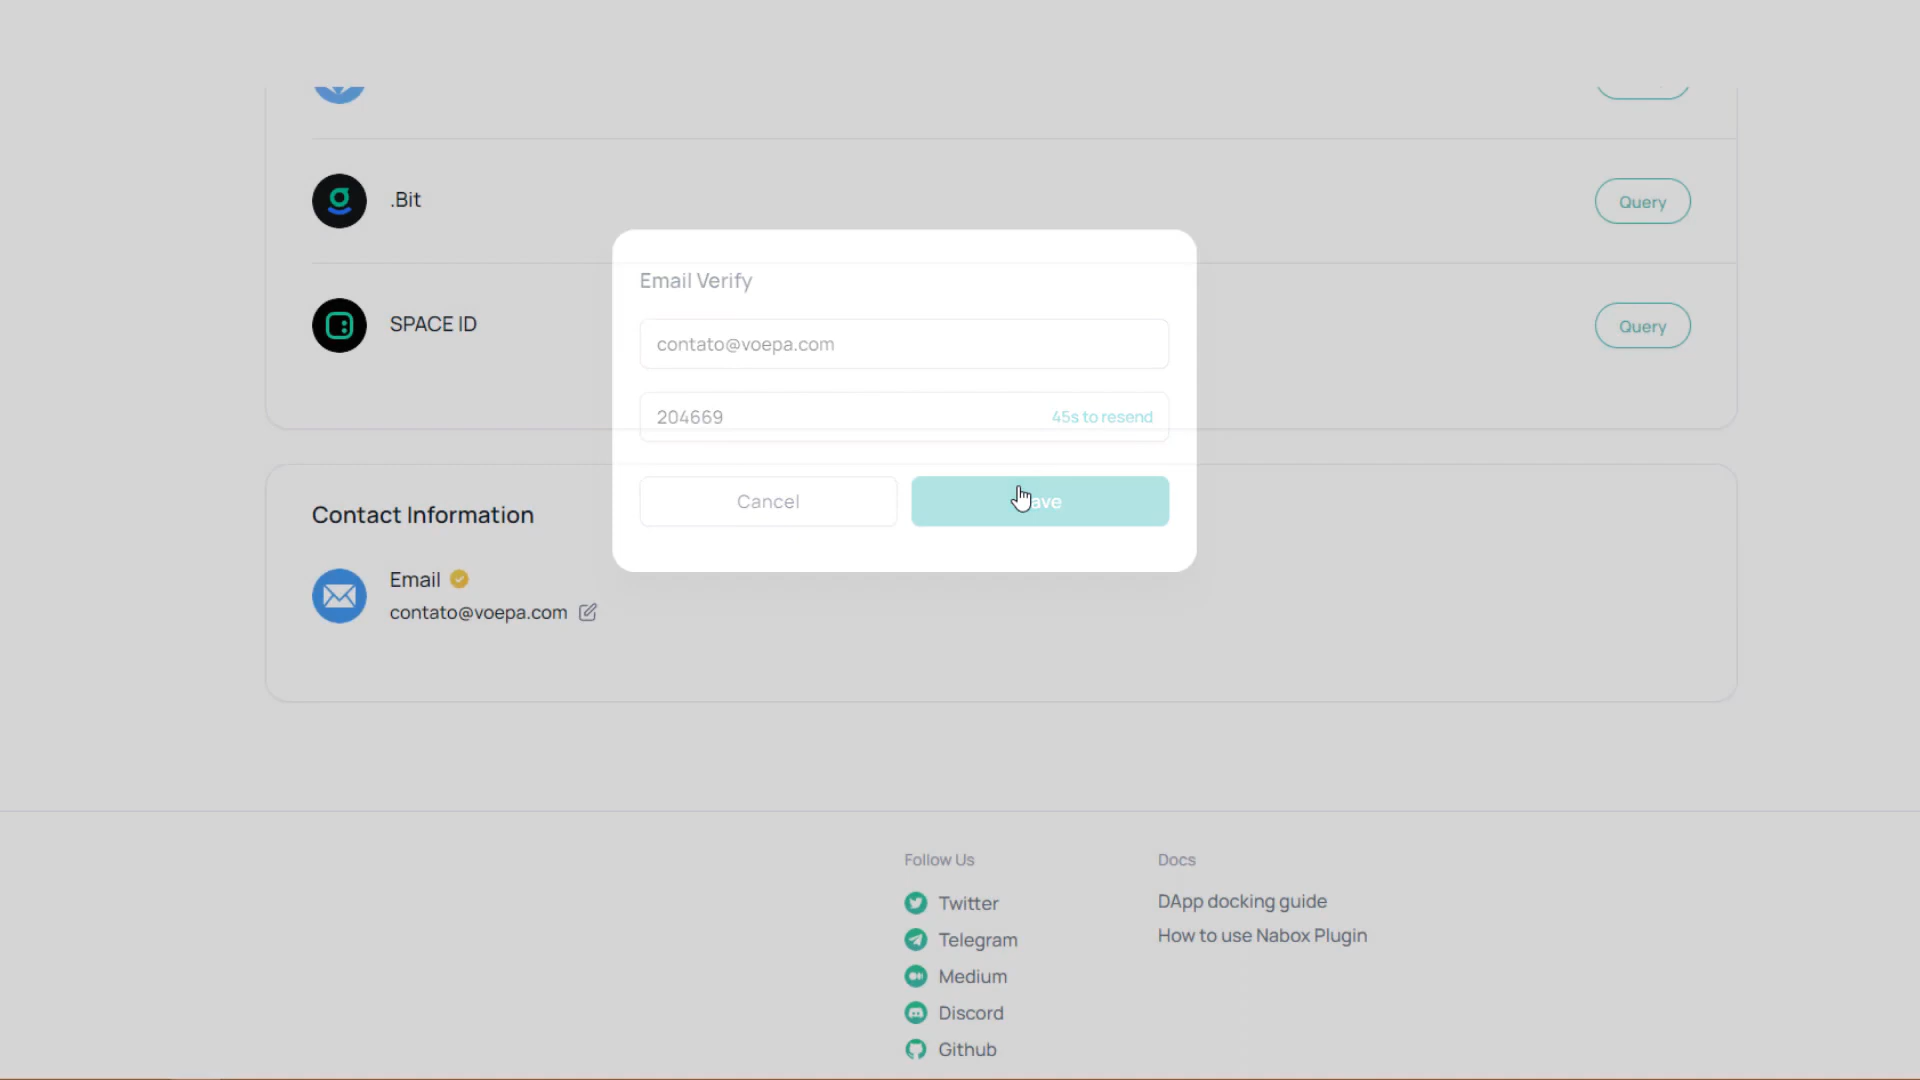 .Bit
Query
SPACE ID
Query
Email Verify
contato@voepa.com
204669
45s to resend
Cancel
ave
Contact Information
Email
contato@voepa.com
Follow Us
Twitter
Telegram
Medium
Discord
Github
Docs
DApp docking guide
How to use Nabox Plugin